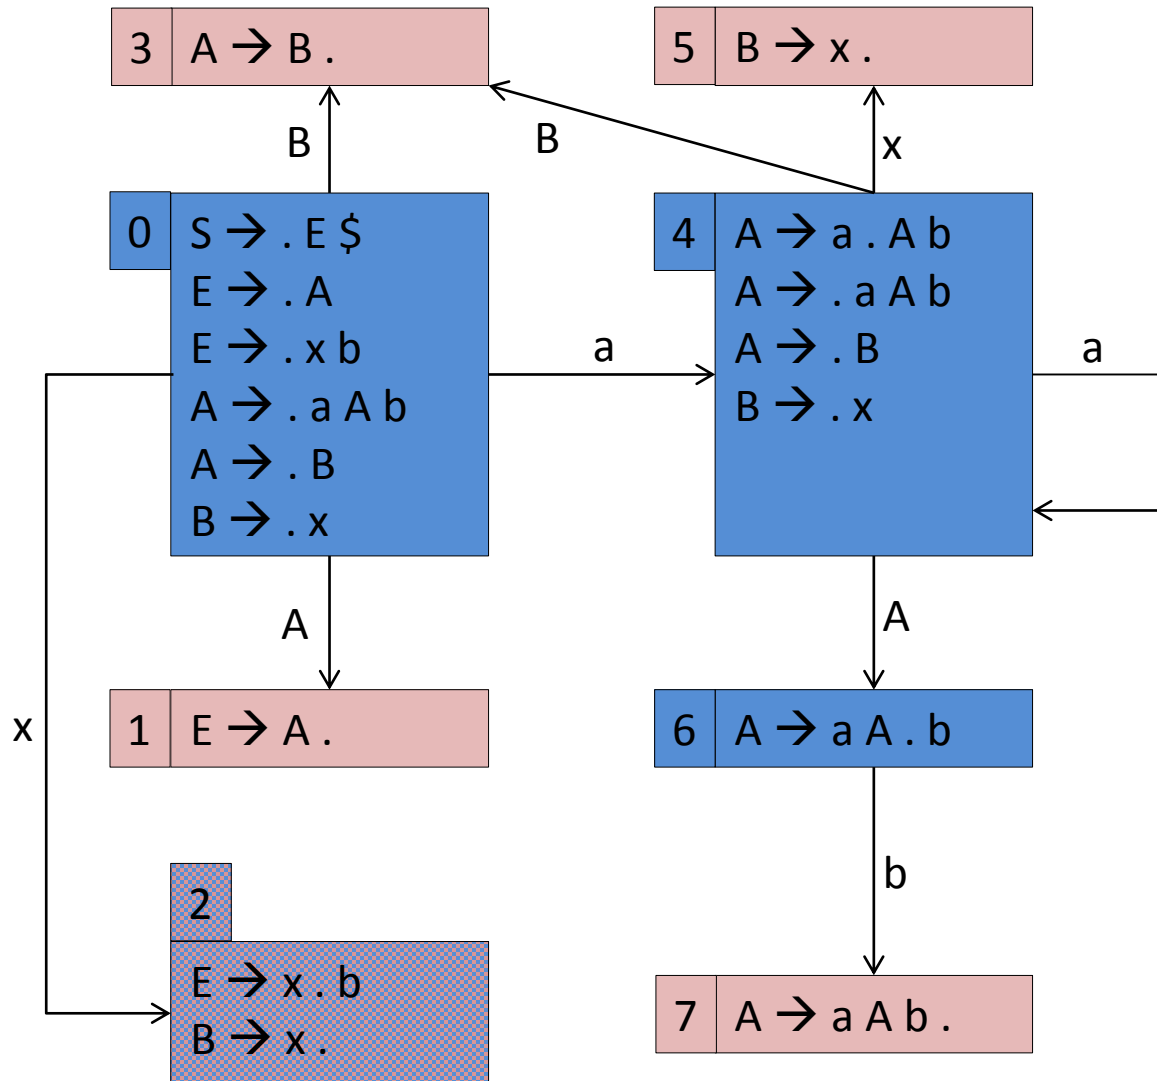 3 A → B .
5 B → x .
B
B
x
0 S → . E $
E → . A
E → . x b
A → . a A b
A → . B
B → . x
a
4 A → a . A b
A → . a A b
A → . B
B → . x
a
A
A
x
1 E → A .
6 A → a A . b
b
2
E → x . b
B → x .
7 A → a A b .